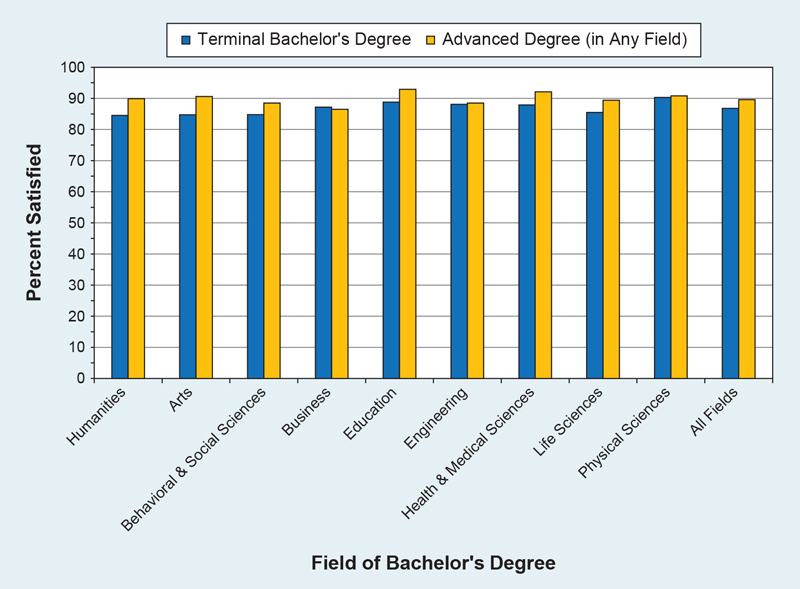 Terminal Bachelor's Degree
Advanced Degree (in Any Field)
Percent Satisfied
100
90
80
70
60
50
40
30
20
10
0
Humanities
Arts
Behavioral & Social Sciences
Business
Education
Engineering
Health & Medical Sciences
Life Sciences
Physical Sciences
All Fields
Field of Bachelor's Degree